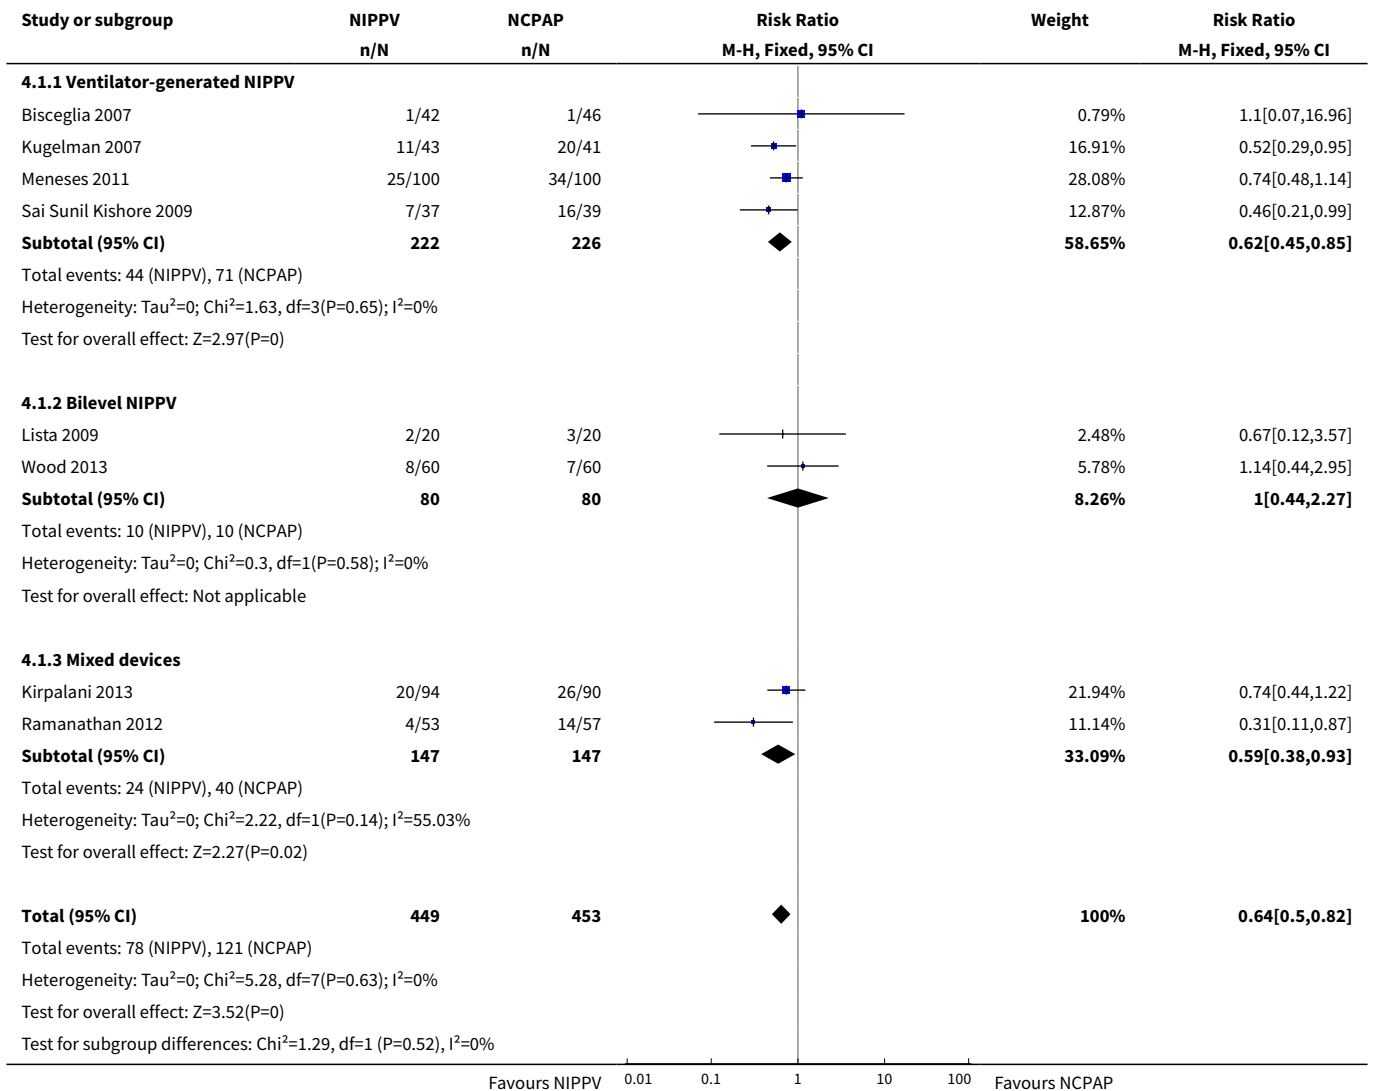 Study or subgroup NIPPV NCPAP Risk Ratio Weight Risk Ratio
n/N n/N M-H, Fixed, 95% CI M-H, Fixed, 95% CI
4.1.1 Ventilator-generated NIPPV
Bisceglia 2007 1/42 1/46 0.79% 1.1[0.07,16.96]
Kugelman 2007 11/43 20/41 16.91% 0.52[0.29,0.95]
Meneses 2011 25/100 34/100 28.08% 0.74[0.48,1.14]
Sai Sunil Kishore 2009 7/37 16/39 12.87% 0.46[0.21,0.99]
Subtotal (95% CI) 222 226 58.65% 0.62[0.45,0.85]
Total events: 44 (NIPPV), 71 (NCPAP)
Heterogeneity: Tau²=0; Chi²=1.63, df=3(P=0.65); I²=0%
Test for overall effect: Z=2.97(P=0)
4.1.2 Bilevel NIPPV
Lista 2009 2/20 3/20 2.48% 0.67[0.12,3.57]
Wood 2013 8/60 7/60 5.78% 1.14[0.44,2.95]
Subtotal (95% CI) 80 80 8.26% 1[0.44,2.27]
Total events: 10 (NIPPV), 10 (NCPAP)
Heterogeneity: Tau²=0; Chi²=0.3, df=1(P=0.58); I²=0%
Test for overall effect: Not applicable
4.1.3 Mixed devices
Kirpalani 2013 20/94 26/90 21.94% 0.74[0.44,1.22]
Ramanathan 2012 4/53 14/57 11.14% 0.31[0.11,0.87]
Subtotal (95% CI) 147 147 33.09% 0.59[0.38,0.93]
Total events: 24 (NIPPV), 40 (NCPAP)
Heterogeneity: Tau²=0; Chi²=2.22, df=1(P=0.14); I²=55.03%
Test for overall effect: Z=2.27(P=0.02)
Total (95% CI) 449 453 100% 0.64[0.5,0.82]
Total events: 78 (NIPPV), 121 (NCPAP)
Heterogeneity: Tau²=0; Chi²=5.28, df=7(P=0.63); I²=0%
Test for overall effect: Z=3.52(P=0)
Test for subgroup differences: Chi²=1.29, df=1 (P=0.52), I²=0%
Favours NIPPV 0.01 0.1 1 10 100 Favours NCPAP